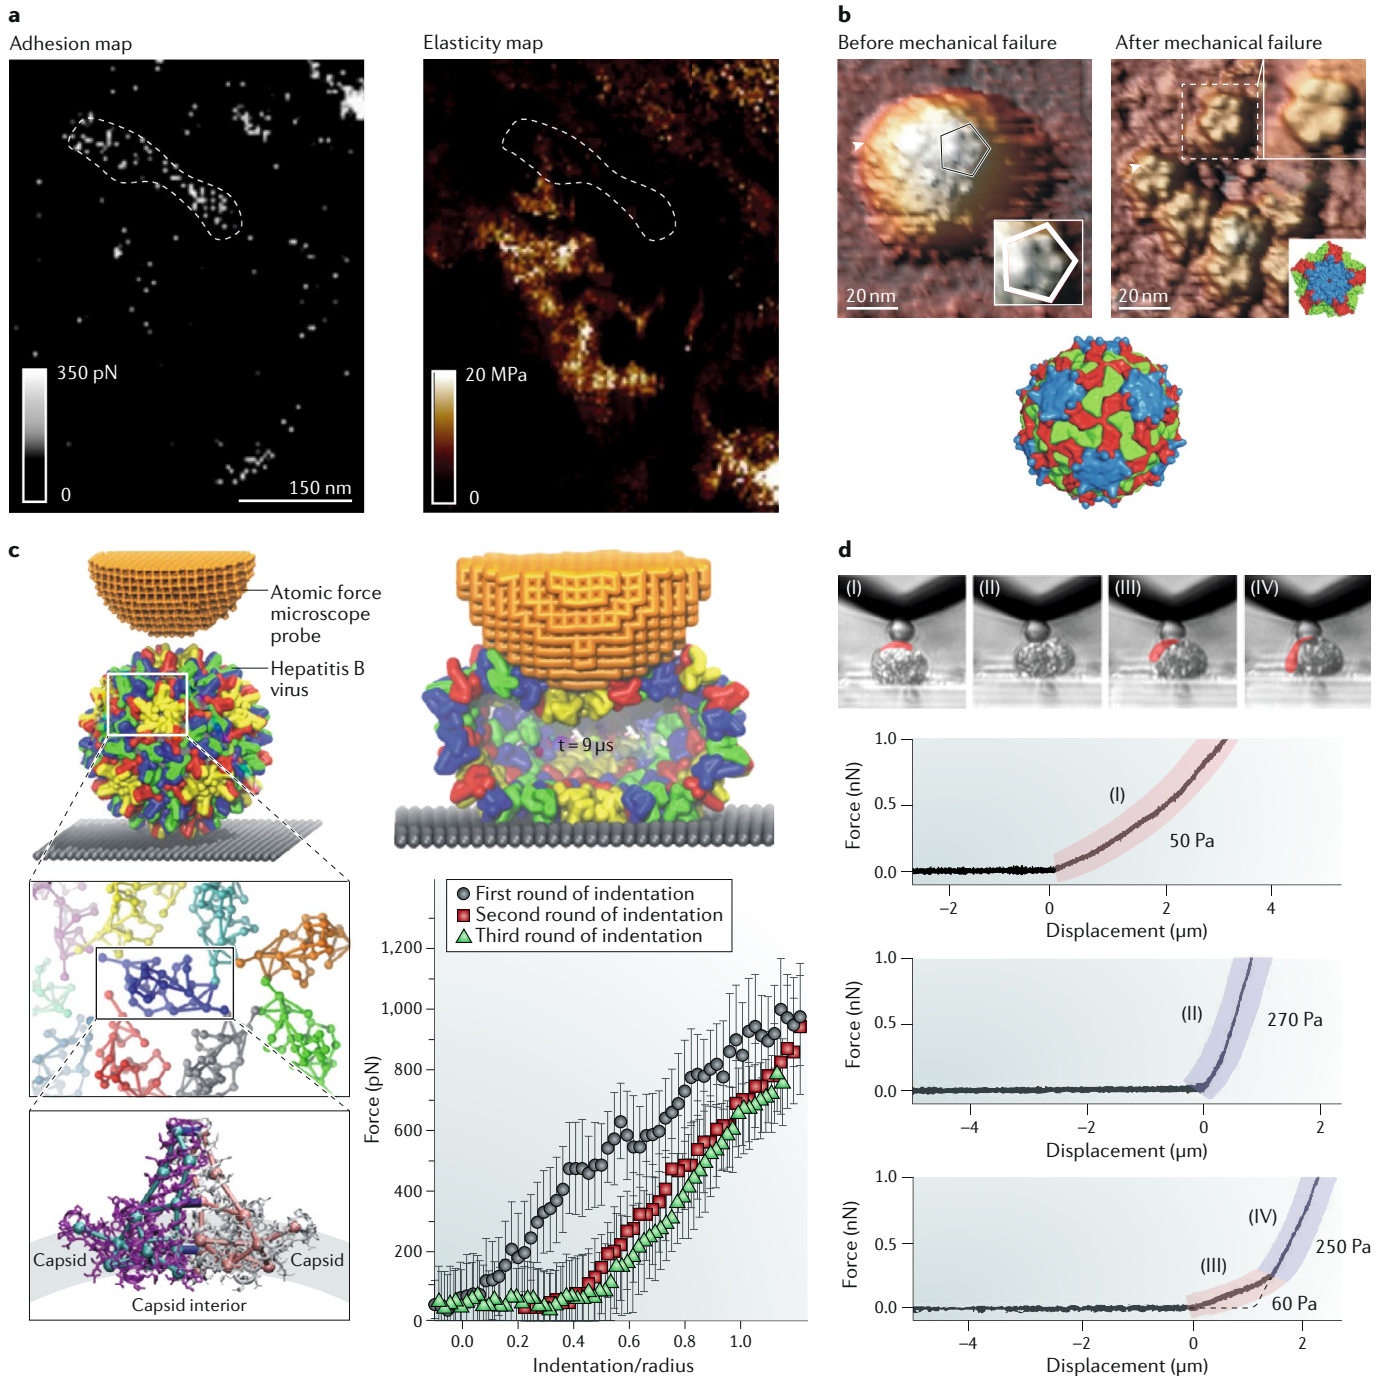 a
Adhesion map
Elasticity map
350 pN
0
150 nm
20 MPa
0
b
Before mechanical failure
After mechanical failure
20 nm
20 nm
c
Atomic force
microscope
probe
Hepatitis B
virus
t = 9 μs
Capsid
Capsid
Capsid interior
First round of indentation
Second round of indentation
Third round of indentation
Force (pN)
1,200
1,000
800
600
400
200
0
0.0
0.2
0.4
0.6
0.8
1.0
Indentation/radius
d
(I)
(II)
(III)
(IV)
Force (nN)
1.0
0.5
0.0
(I)
50 Pa
−2
0
2
4
Displacement (μm)
Force (nN)
1.0
0.5
0.0
(II)
270 Pa
−4
−2
0
2
Displacement (μm)
Force (nN)
1.0
0.5
0.0
(IV)
250 Pa
(III)
60 Pa
−4
−2
0
2
Displacement (μm)